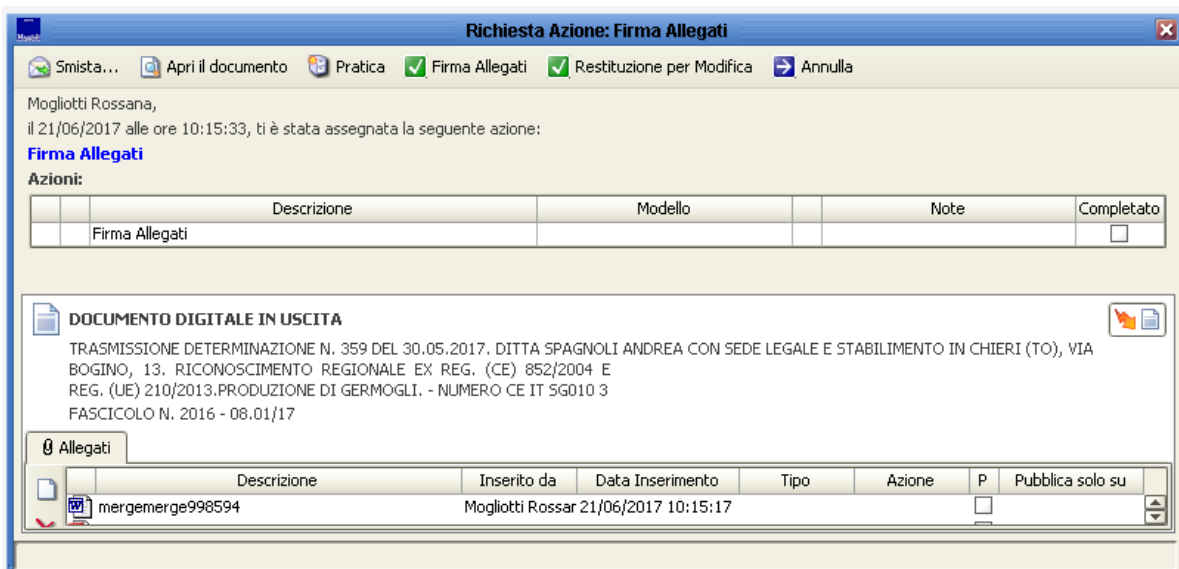 Richiesta Azione: Firma Allegati
Smista... Apri il documento Pratica Firma Allegati Restituzione per Modifica Annulla
Mogliotti Rossana,
il 21/06/2017 alle ore 10:15:33, ti è stata assegnata la seguente azione:
Firma Allegati
Azioni:
Descrizione Modello Note Completato
Firma Allegati
DOCUMENTO DIGITALE IN USCITA
TRASMISSIONE DETERMINAZIONE N. 359 DEL 30.05.2017. DITTA SPAGNOLI ANDREA CON SEDE LEGALE E STABILIMENTO IN CHIERI (TO), VIA
BOGINO, 13. RICONOSCIMENTO REGIONALE EX REG. (CE) 852/2004 E
REG. (UE) 210/2013.PRODUZIONE DI GERMOGLI. - NUMERO CE IT SG010 3
FASCICOLO N. 2016 - 08.01/17
Allegati
Descrizione Inserito da Data Inserimento Tipo Azione P Pubblica solo su
mergemerge998594 Mogliotti Rossar 21/06/2017 10:15:17